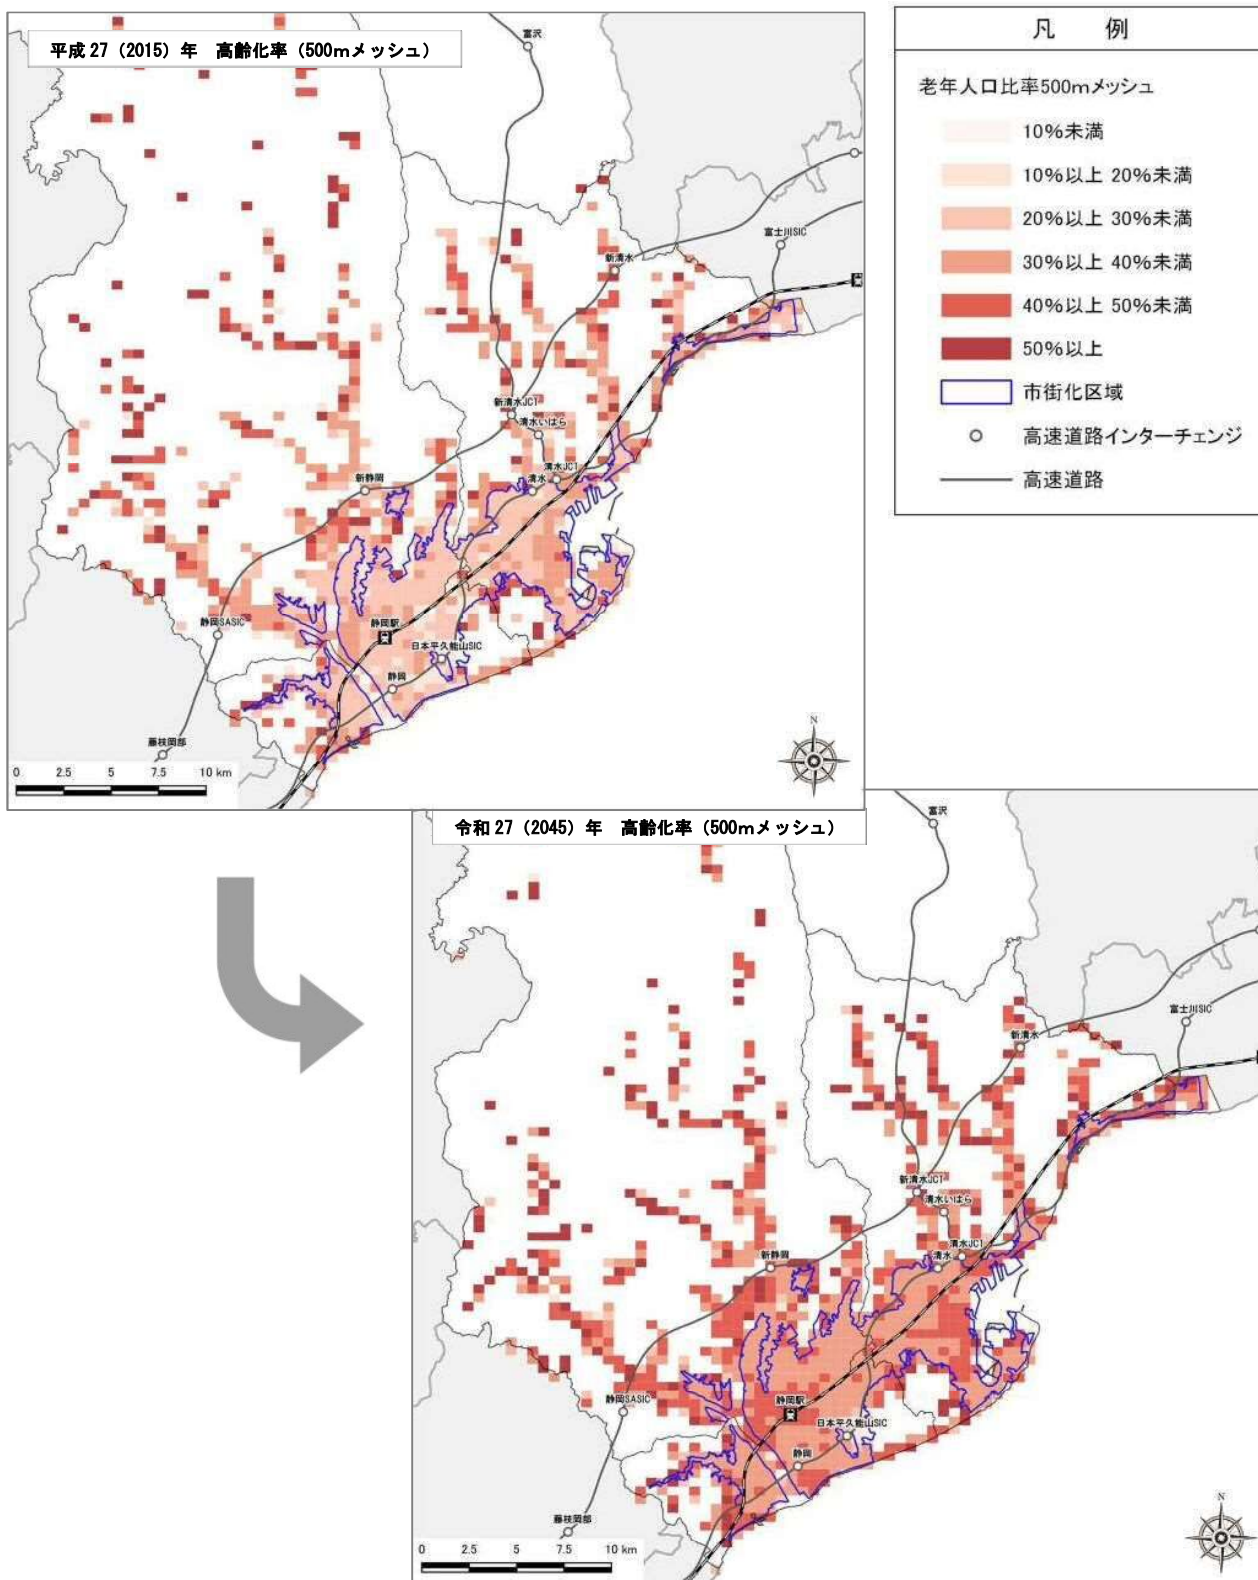 平成27(2015)年 高齢化率(500mメッシュ)
富沢
富士川SIC
新清水
新清水JCT
清水いはら
清水JCT
清水
新静岡
静岡SASIC
静岡駅
日本平久能山SIC
静岡
藤枝岡部
N
0 2.5 5 7.5 10 km
凡 例
老年人口比率500mメッシュ
10%未満
10%以上 20%未満
20%以上 30%未満
30%以上 40%未満
40%以上 50%未満
50%以上
市街化区域
高速道路インターチェンジ
高速道路
令和27(2045)年 高齢化率(500mメッシュ)
富沢
富士川SIC
新清水
新清水JCT
清水いはら
清水JCT
清水
新静岡
静岡SASIC
静岡駅
日本平久能山SIC
静岡
藤枝岡部
N
0 2.5 5 7.5 10 km